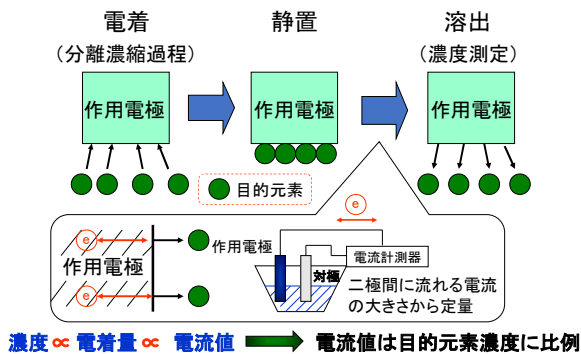 電着
(分離濃縮過程)
静置
溶出
(濃度測定)
作用電極
作用電極
作用電極
目的元素
e
e
作用電極
e
作用電極
電流計測器
対極
二極間に流れる電流
の大きさから定量
濃度∝電着量∝ 電流値
電流値は目的元素濃度に比例